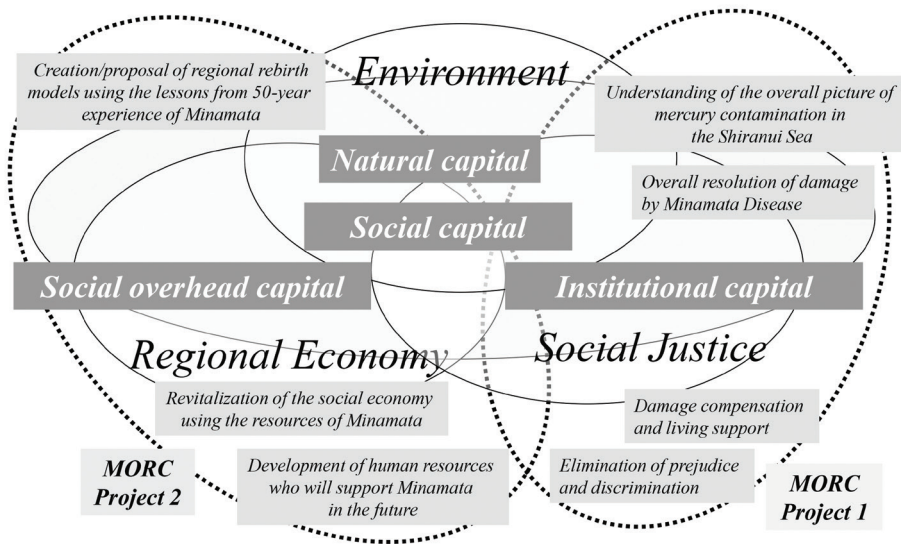 Environment
Creation/proposal of regional rebirth
models using the lessons from 50-year
experience of Minamata
Understanding of the overall picture of
mercury contamination in
the Shiranui Sea
Natural capital
Overall resolution of damage
by Minamata Disease
Social capital
Social overhead capital
Institutional capital
Regional Economy
Social Justice
Revitalization of the social economy
using the resources of Minamata
Damage compensation
and living support
MORC
Project 2
Development of human resources
who will support Minamata
in the future
Elimination of prejudice
and discrimination
MORC
Project 1